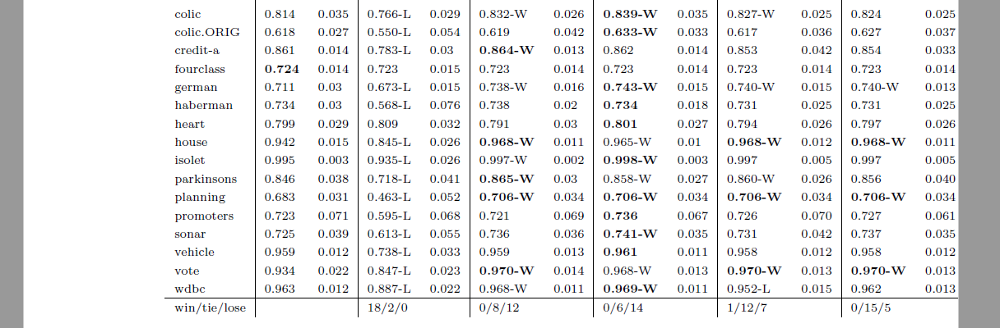 colic 0.814 0.035 0.766-L 0.029 0.832-W 0.026 0.839-W 0.035 0.827-W 0.025 0.824 0.025
colic.ORIG 0.618 0.027 0.550-L 0.054 0.619 0.042 0.633-W 0.033 0.617 0.036 0.627 0.037
credit-a 0.861 0.014 0.783-L 0.03 0.864-W 0.013 0.862 0.014 0.853 0.042 0.854 0.033
fourclass 0.724 0.014 0.723 0.015 0.723 0.014 0.723 0.014 0.723 0.014 0.723 0.014
german 0.711 0.03 0.673-L 0.015 0.738-W 0.016 0.743-W 0.015 0.740-W 0.015 0.740-W 0.013
haberman 0.734 0.03 0.568-L 0.076 0.738 0.02 0.734 0.018 0.731 0.025 0.731 0.025
heart 0.799 0.029 0.809 0.032 0.791 0.03 0.801 0.027 0.794 0.026 0.797 0.026
house 0.942 0.015 0.845-L 0.026 0.968-W 0.011 0.965-W 0.01 0.968-W 0.012 0.968-W 0.011
isolet 0.995 0.003 0.935-L 0.026 0.997-W 0.002 0.998-W 0.003 0.997 0.005 0.997 0.005
parkinsons 0.846 0.038 0.718-L 0.041 0.865-W 0.03 0.858-W 0.027 0.860-W 0.026 0.856 0.040
planning 0.683 0.031 0.463-L 0.052 0.706-W 0.034 0.706-W 0.034 0.706-W 0.034 0.706-W 0.034
promoters 0.723 0.071 0.595-L 0.068 0.721 0.069 0.736 0.067 0.726 0.070 0.727 0.061
sonar 0.725 0.039 0.613-L 0.055 0.736 0.036 0.741-W 0.035 0.731 0.042 0.737 0.035
vehicle 0.959 0.012 0.738-L 0.033 0.959 0.013 0.961 0.011 0.958 0.012 0.958 0.012
vote 0.934 0.022 0.847-L 0.023 0.970-W 0.014 0.968-W 0.013 0.970-W 0.013 0.970-W 0.013
wdbc 0.963 0.012 0.887-L 0.022 0.968-W 0.011 0.969-W 0.011 0.952-L 0.015 0.962 0.013
win/tie/lose 18/2/0 0/8/12 0/6/14 1/12/7 0/15/5